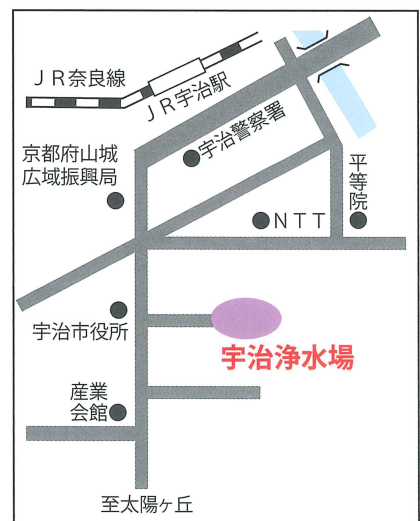 ＪＲ奈良線
ＪＲ宇治駅
宇治警察署
京都府山城
広域振興局
平等院
ＮＴＴ
宇治市役所
宇治浄水場
産業
会館
至太陽ヶ丘